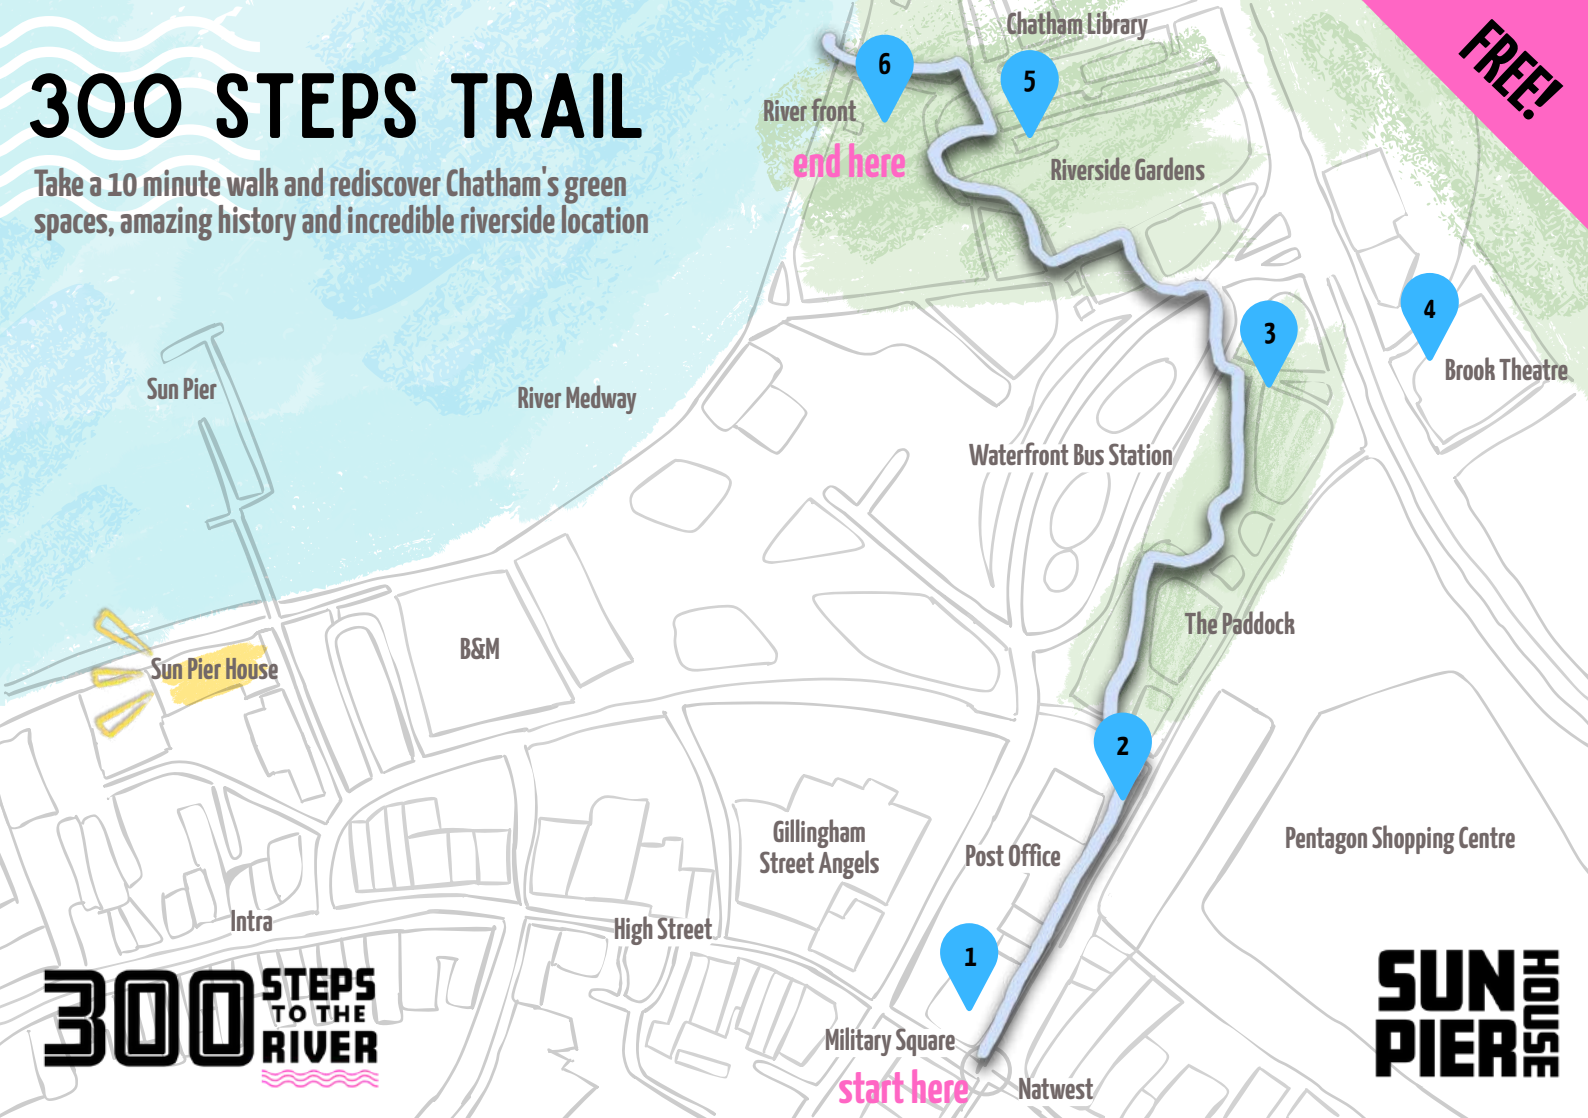 FREE!
300 STEPS TRAIL
Take a 10 minute walk and rediscover Chatham's green
spaces, amazing history and incredible riverside location
Chatham Library
6
5
River front
end here
Riverside Gardens
3
4
Brook Theatre
Sun Pier
River Medway
Waterfront Bus Station
The Paddock
B&M
Sun Pier House
2
Gillingham
Street Angels
Post Office
Pentagon Shopping Centre
Intra
High Street
1
Military Square
start here
Natwest
300 STEPS
TO THE
RIVER
SUN
PIER
HOUSE